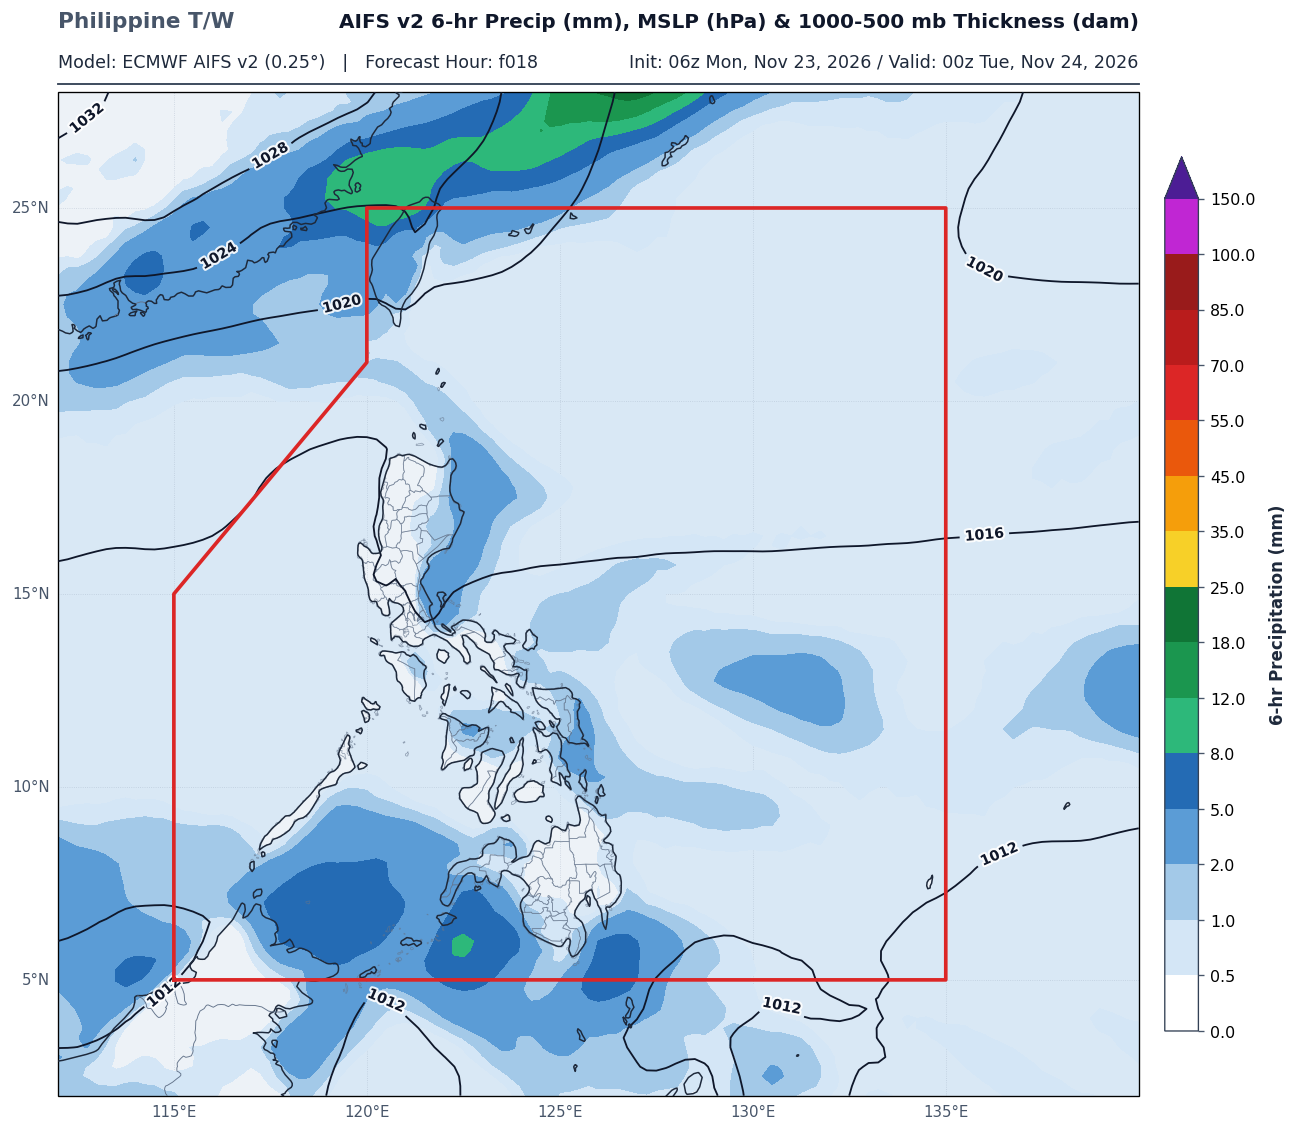 Philippine T/W
AIFS v2 6-hr Precip (mm), MSLP (hPa) & 1000-500 mb Thickness (dam)
Model: ECMWF AIFS v2 (0.25°) | Forecast Hour: f018
Init: 06z Mon, Nov 23, 2026 / Valid: 00z Tue, Nov 24, 2026
1032
1028
1024
1020
1020
1016
1012
1012
1012
1012
25°N
20°N
15°N
10°N
5°N
115°E
120°E
125°E
130°E
135°E
150.0
100.0
85.0
70.0
55.0
45.0
35.0
25.0
18.0
12.0
8.0
5.0
2.0
1.0
0.5
0.0
6-hr Precipitation (mm)